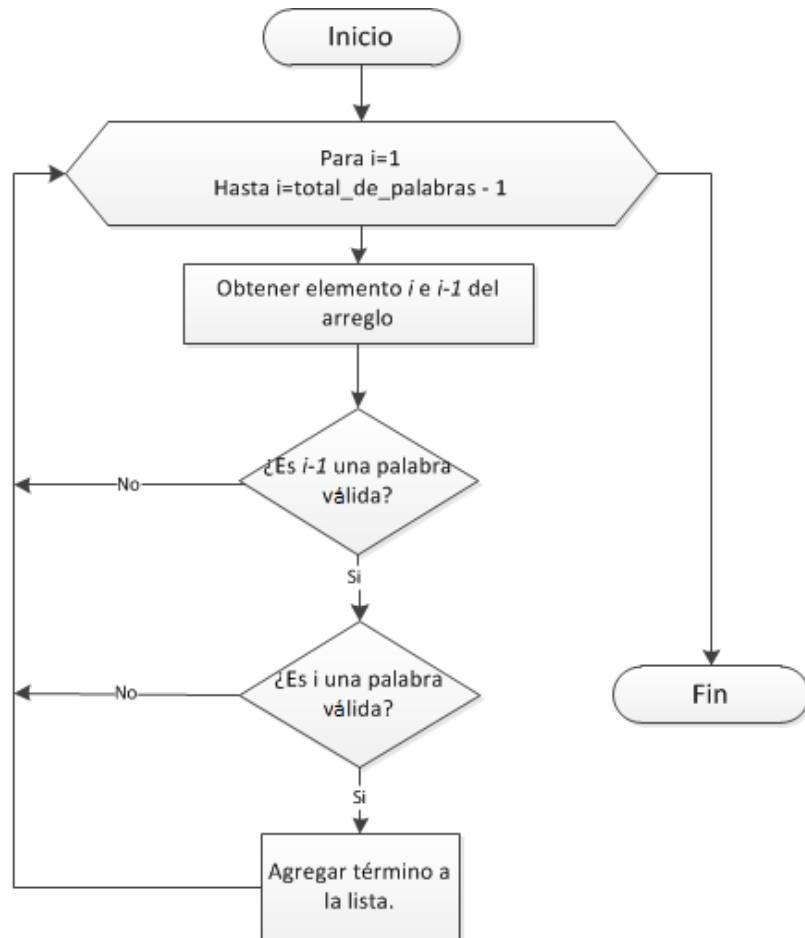 Inicio
Para i=1
Hasta i=total_de_palabras - 1
Obtener elemento i e i-1 del
arreglo
¿Es i-1 una palabra
válida?
No
Si
¿Es i una palabra
válida?
No
Fin
Si
Agregar término a
la lista.